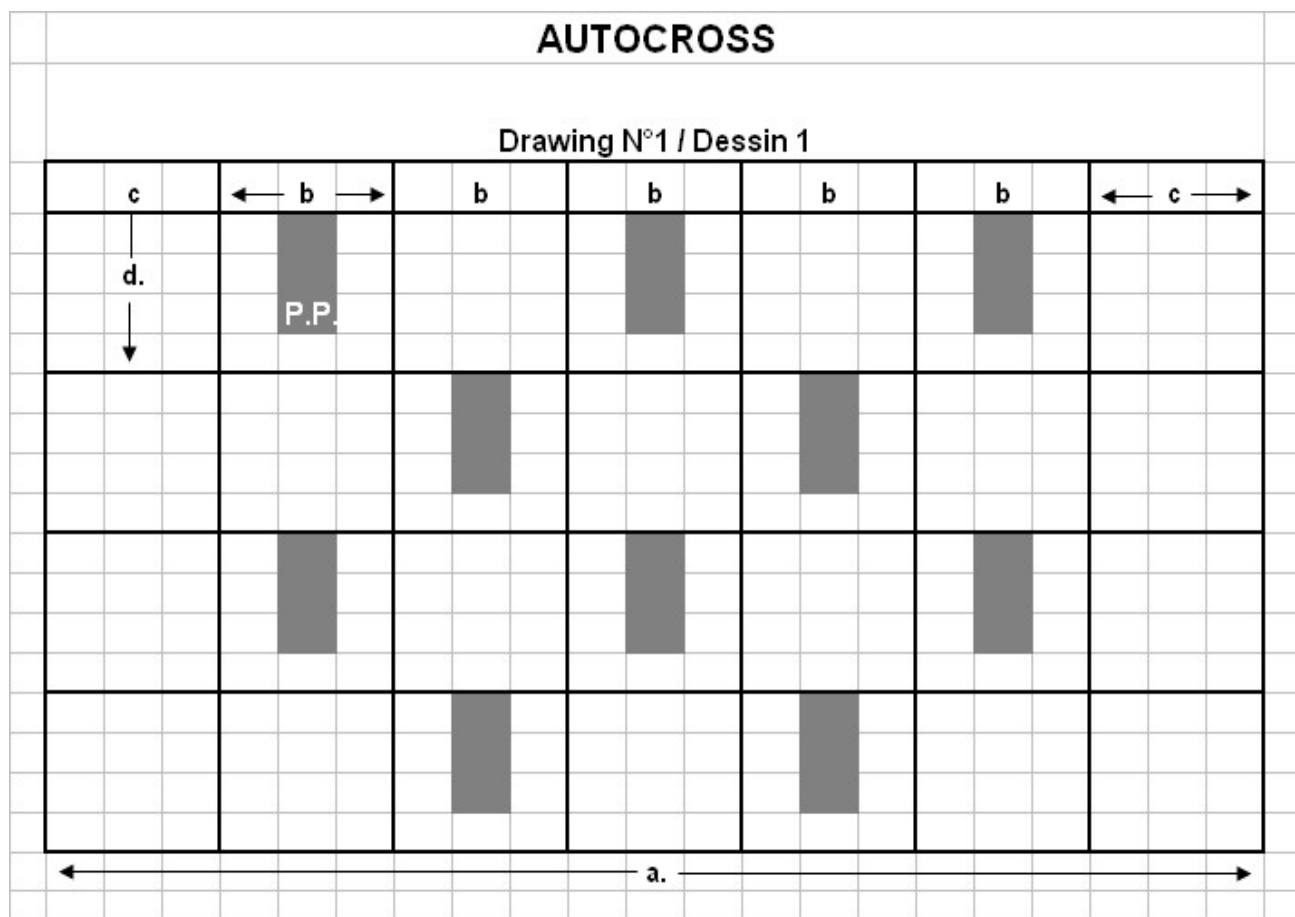 AUTOCROSS
Drawing N°1 / Dessin 1
c b b b b b c
d.
P.P.
a.